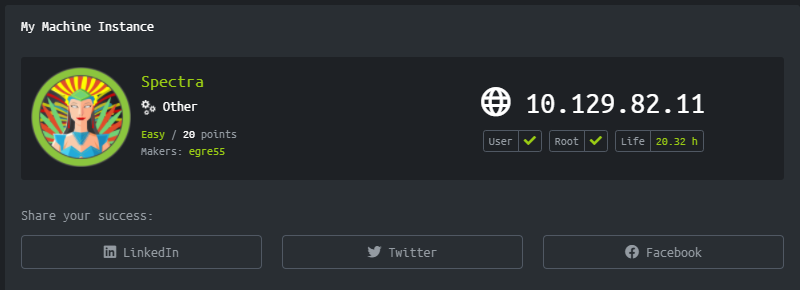 My Machine Instance
Spectra
Other
Easy / 20 points
Makers: egre55
10.129.82.11
User
Root
Life 20.32 h
Share your success:
LinkedIn
Twitter
Facebook